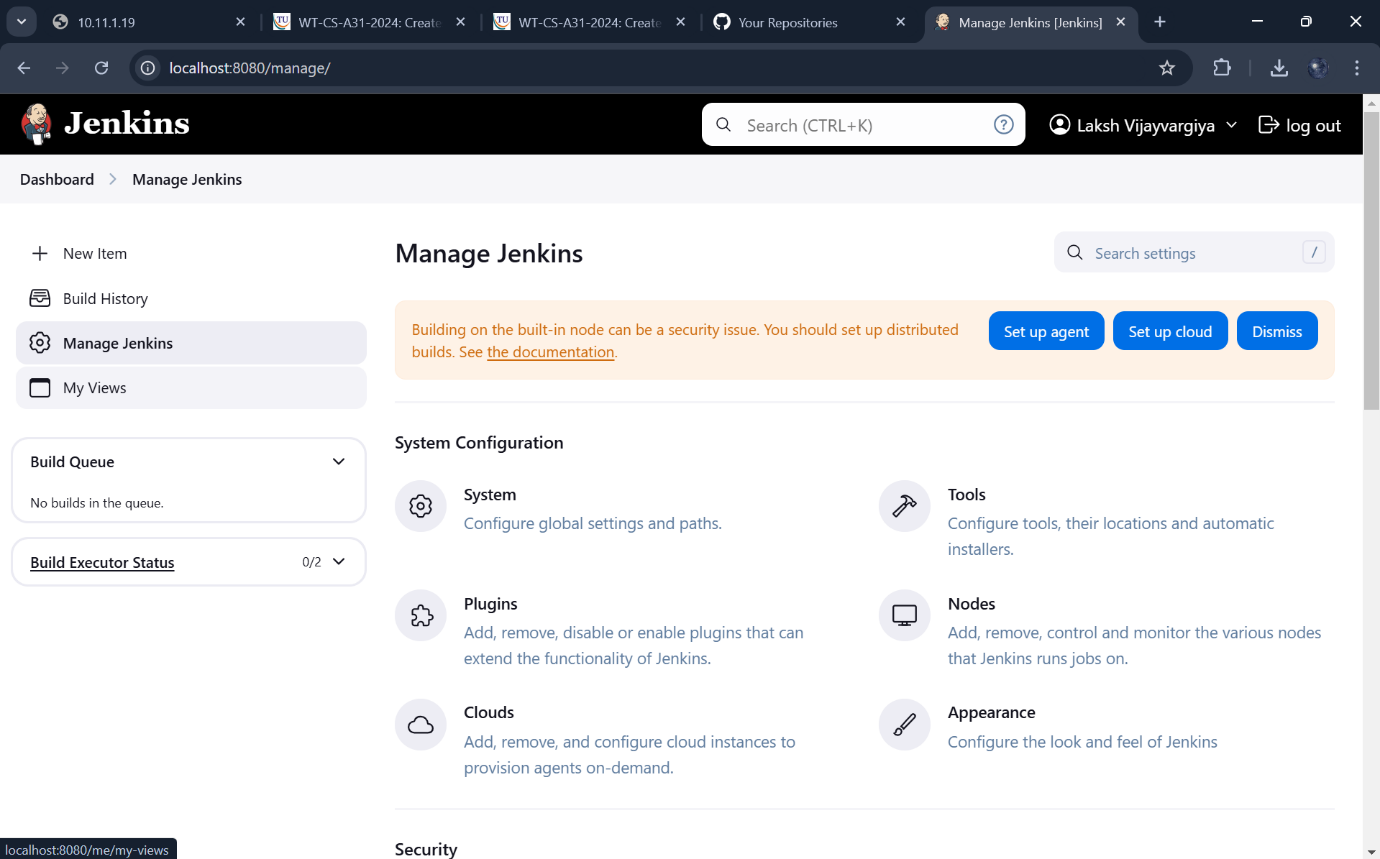 10.11.1.19
WT-CS-A31-2024: Create
WT-CS-A31-2024: Create
Your Repositories
Manage Jenkins [Jenkins]
localhost:8080/manage/
Jenkins
Search (CTRL+K)
Laksh Vijayvargiya
log out
Dashboard
Manage Jenkins
New Item
Build History
Manage Jenkins
My Views
Build Queue
No builds in the queue.
Build Executor Status
0/2
Manage Jenkins
Search settings
/
Building on the built-in node can be a security issue. You should set up distributed
builds. See the documentation.
Set up agent
Set up cloud
Dismiss
System Configuration
System
Configure global settings and paths.
Tools
Configure tools, their locations and automatic
installers.
Plugins
Add, remove, disable or enable plugins that can
extend the functionality of Jenkins.
Nodes
Add, remove, control and monitor the various nodes
that Jenkins runs jobs on.
Clouds
Add, remove, and configure cloud instances to
provision agents on-demand.
Appearance
Configure the look and feel of Jenkins
Security
localhost:8080/me/my-views